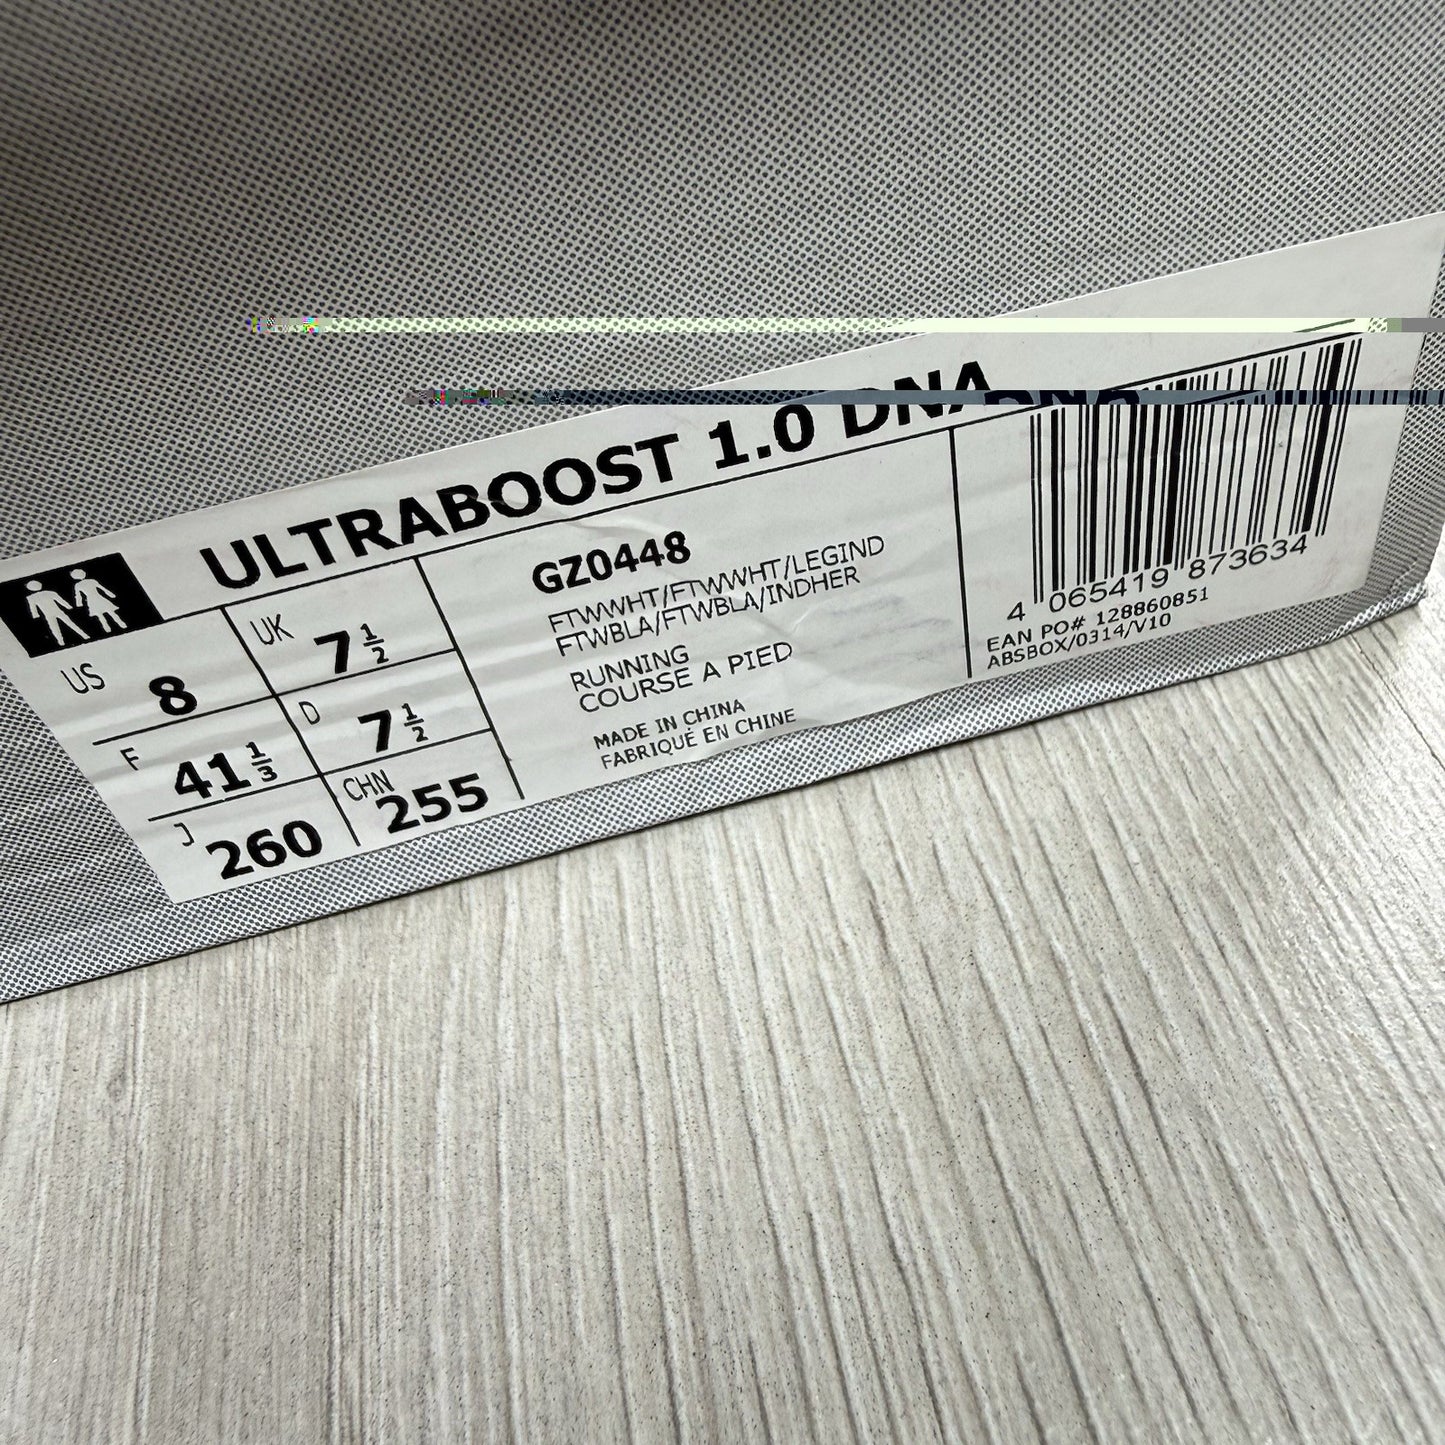 ULTRABOOST 1.0 DNA
US 8
UK 7 1/2
F 41 1/3
D 7 1/2
J 260
CHN 255
GZ0448
FTWWHT/FTWWHT/LEGIND
FTWBLA/FTWBLA/INDHER
RUNNING
COURSE A PIED
MADE IN CHINA
FABRIQUÉ EN CHINE
4 065419 873634
EAN PO# 128860851
ABSBOX/0314/V10